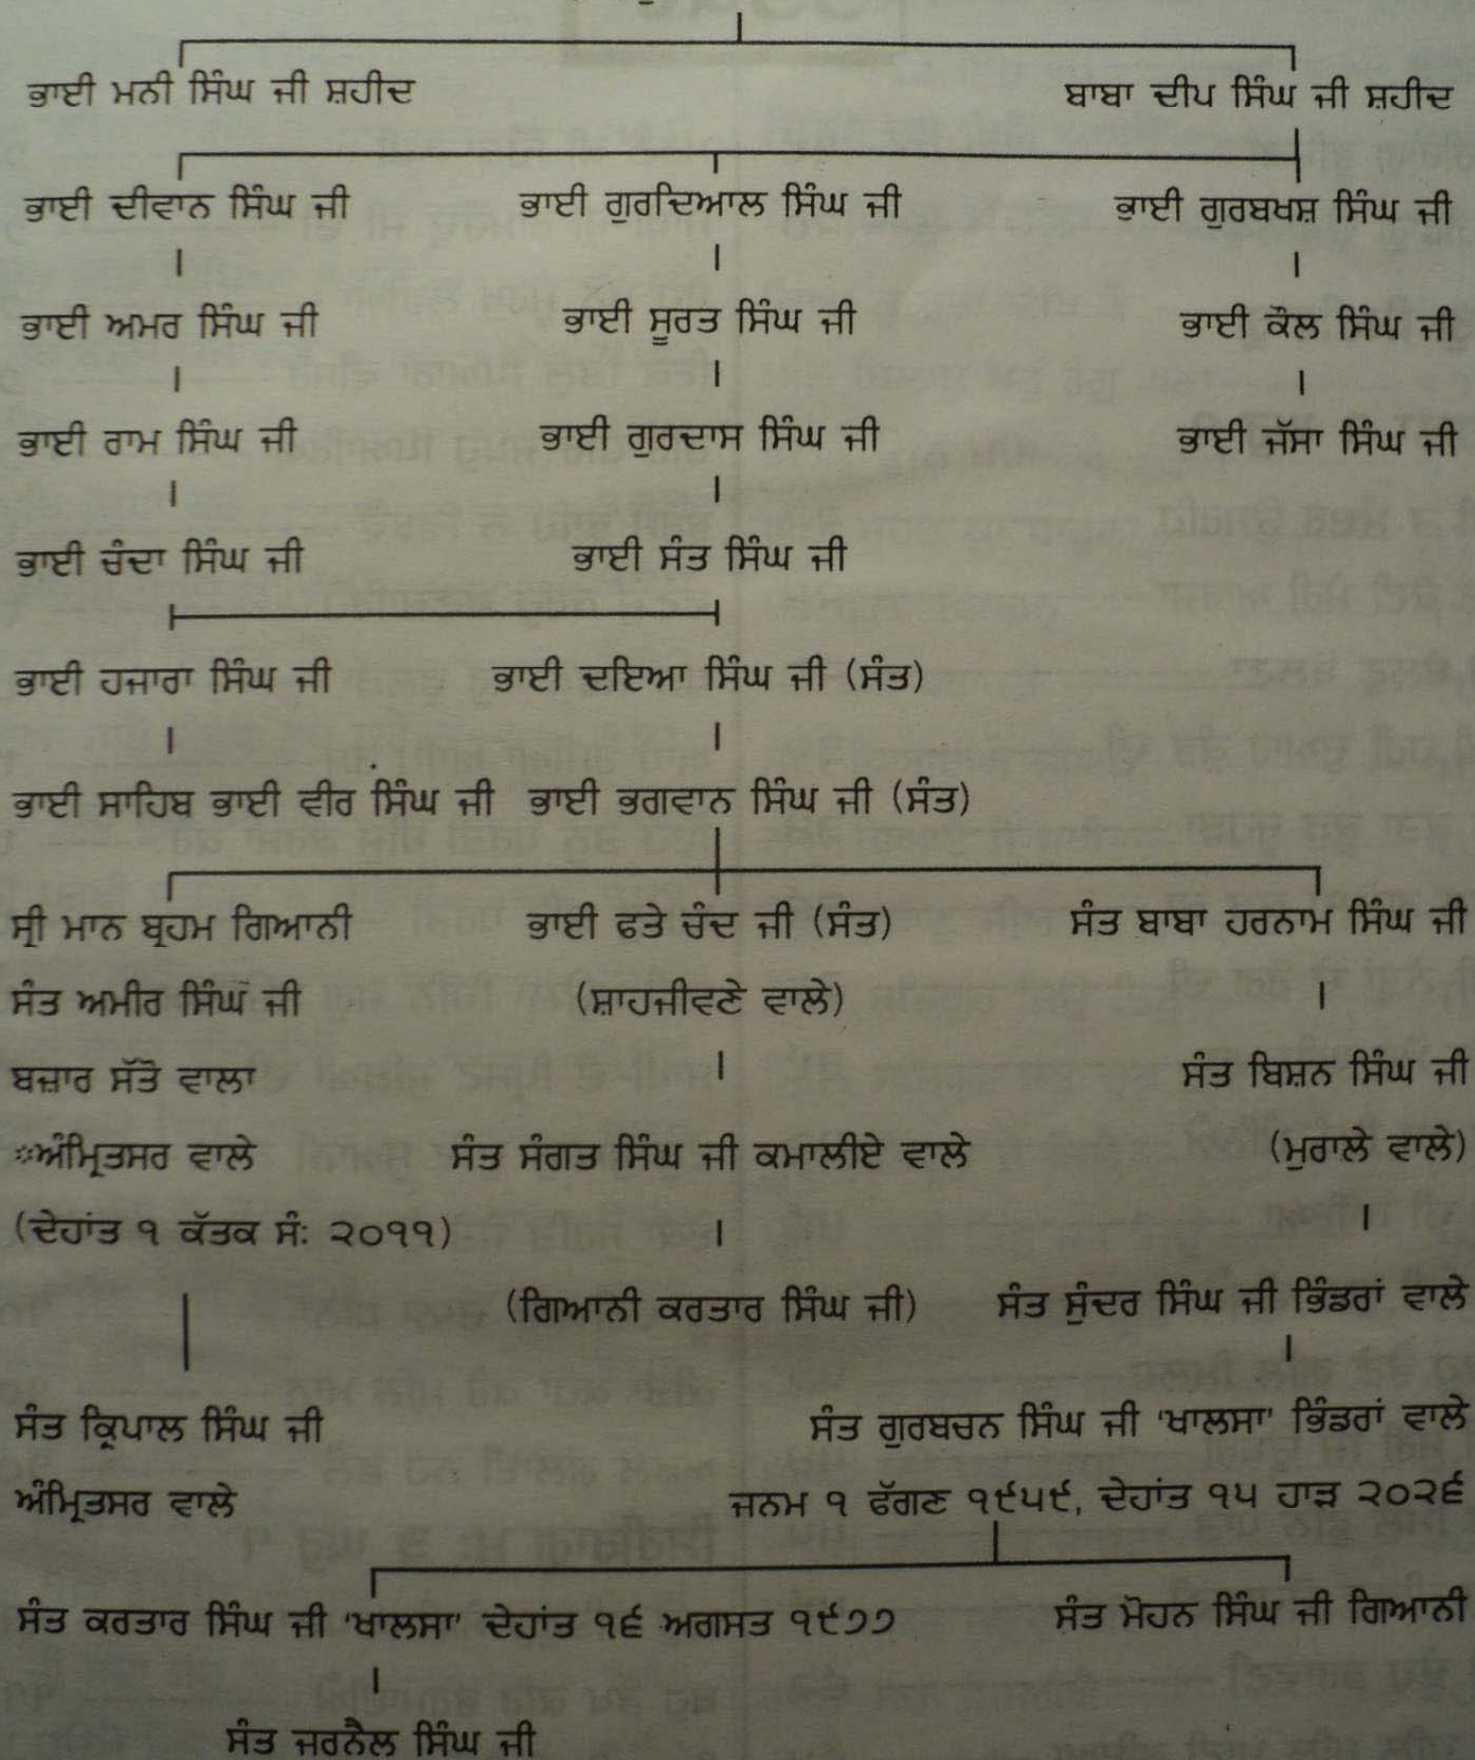 ਭਾਈ ਮਨੀ ਸਿੰਘ ਜੀ ਸ਼ਹੀਦ ਬਾਬਾ ਦੀਪ ਸਿੰਘ ਜੀ ਸ਼ਹੀਦ
ਭਾਈ ਦੀਵਾਨ ਸਿੰਘ ਜੀ ਭਾਈ ਗੁਰਦਿਆਲ ਸਿੰਘ ਜੀ ਭਾਈ ਗੁਰਬਖਸ਼ ਸਿੰਘ ਜੀ
ਭਾਈ ਅਮਰ ਸਿੰਘ ਜੀ ਭਾਈ ਸੂਰਤ ਸਿੰਘ ਜੀ ਭਾਈ ਕੌਲ ਸਿੰਘ ਜੀ
ਭਾਈ ਰਾਮ ਸਿੰਘ ਜੀ ਭਾਈ ਗੁਰਦਾਸ ਸਿੰਘ ਜੀ ਭਾਈ ਜੱਸਾ ਸਿੰਘ ਜੀ
ਭਾਈ ਚੰਦਾ ਸਿੰਘ ਜੀ ਭਾਈ ਸੰਤ ਸਿੰਘ ਜੀ
ਭਾਈ ਹਜਾਰਾ ਸਿੰਘ ਜੀ ਭਾਈ ਦਇਆ ਸਿੰਘ ਜੀ (ਸੰਤ)
ਭਾਈ ਸਾਹਿਬ ਭਾਈ ਵੀਰ ਸਿੰਘ ਜੀ ਭਾਈ ਭਗਵਾਨ ਸਿੰਘ ਜੀ (ਸੰਤ)
ਸ੍ਰੀ ਮਾਨ ਬ੍ਰਹਮ ਗਿਆਨੀ ਭਾਈ ਫਤੇ ਚੰਦ ਜੀ (ਸੰਤ) ਸੰਤ ਬਾਬਾ ਹਰਨਾਮ ਸਿੰਘ ਜੀ
ਸੰਤ ਅਮੀਰ ਸਿੰਘ ਜੀ (ਸ਼ਾਹਜੀਵਣੇ ਵਾਲੇ)
ਬਜ਼ਾਰ ਸੱਤੋ ਵਾਲਾ ਸੰਤ ਬਿਸ਼ਨ ਸਿੰਘ ਜੀ
ਅੰਮ੍ਰਿਤਸਰ ਵਾਲੇ ਸੰਤ ਸੰਗਤ ਸਿੰਘ ਜੀ ਕਮਾਲੀਏ ਵਾਲੇ (ਮੁਰਾਲੇ ਵਾਲੇ)
(ਦੇਹਾਂਤ ੧ ਕੱਤਕ ਸੰ: ੨੦੧੧)
(ਗਿਆਨੀ ਕਰਤਾਰ ਸਿੰਘ ਜੀ) ਸੰਤ ਸੁੰਦਰ ਸਿੰਘ ਜੀ ਭਿੰਡਰਾਂ ਵਾਲੇ
ਸੰਤ ਕ੍ਰਿਪਾਲ ਸਿੰਘ ਜੀ ਸੰਤ ਗੁਰਬਚਨ ਸਿੰਘ ਜੀ 'ਖਾਲਸਾ' ਭਿੰਡਰਾਂ ਵਾਲੇ
ਅੰਮ੍ਰਿਤਸਰ ਵਾਲੇ ਜਨਮ ੧ ਫੱਗਣ ੧੯੫੯, ਦੇਹਾਂਤ ੧੫ ਹਾੜ ੨੦੨੬
ਸੰਤ ਕਰਤਾਰ ਸਿੰਘ ਜੀ 'ਖਾਲਸਾ' ਦੇਹਾਂਤ ੧੬ ਅਗਸਤ ੧੯੭੭ ਸੰਤ ਮੋਹਨ ਸਿੰਘ ਜੀ ਗਿਆਨੀ
ਸੰਤ ਜਰਨੈਲ ਸਿੰਘ ਜੀ